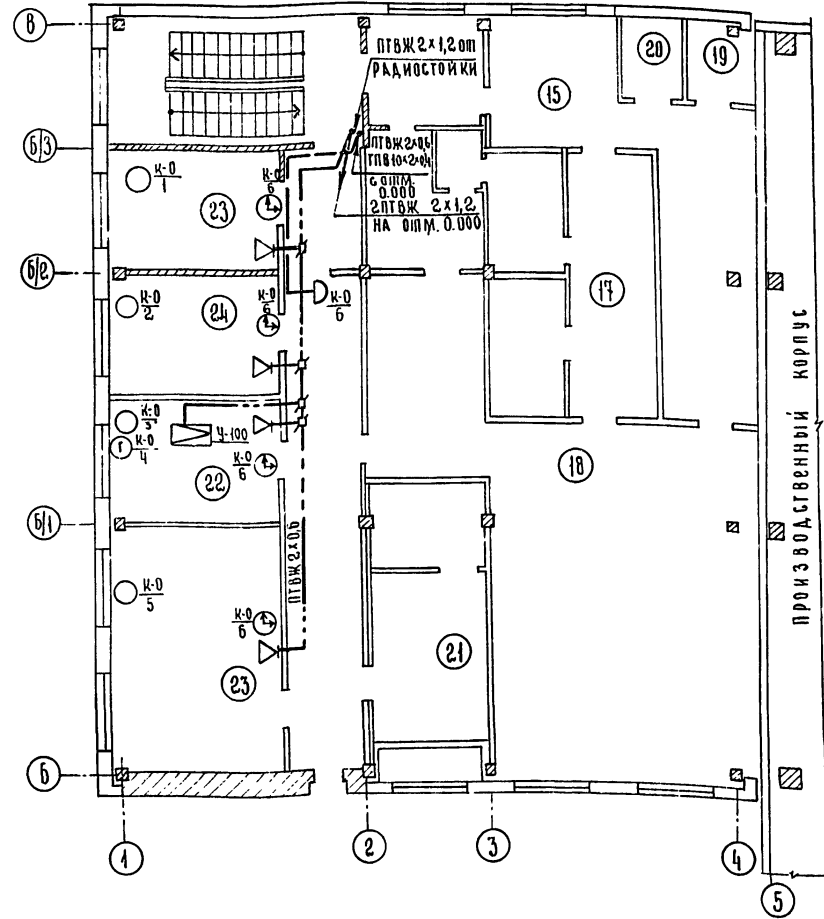 В
ПТВЖ 2×1,2 от
РАДИОСТОЙКИ
20
19
15
Б/3
ПТВЖ 2×0,6
ТПВ 10×2×0,4
С ОТМ.
0.000
2ПТВЖ 2×1,2
НА ОТМ. 0.000
К-0
1
К-0
6
23
Б/2
К-0
2
24
К-0
6
К-0
6
17
К-0
3
Г
К-0
4
У-100
К-0
6
22
18
Б/1
ПТВЖ 2×0,6
ПРОИЗВОДСТВЕННЫЙ КОРПУС
К-0
5
К-0
6
23
21
Б
1
2
3
4
5